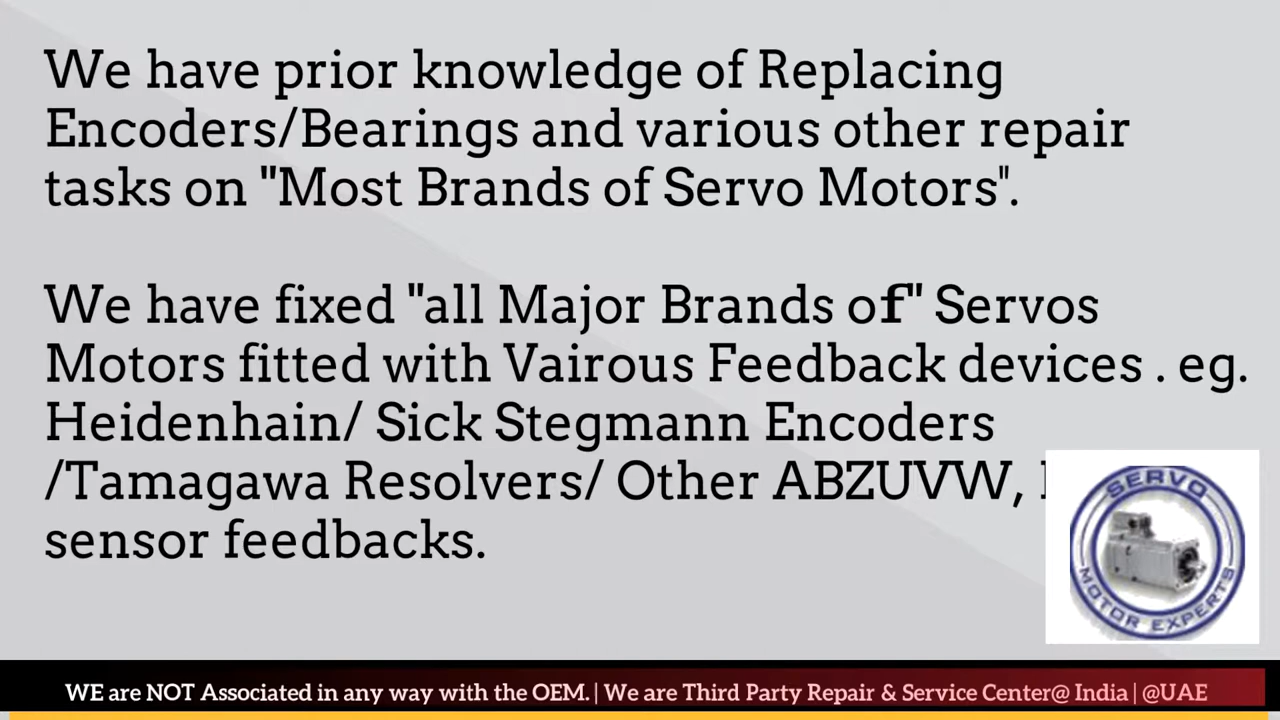 We have prior knowledge of Replacing
Encoders/Bearings and various other repair
tasks on "Most Brands of Servo Motors".
We have fixed "all Major Brands of" Servos
Motors fitted with Vairous Feedback devices . eg.
Heidenhain/ Sick Stegmann Encoders
/Tamagawa Resolvers/ Other ABZUVW,
sensor feedbacks.
SERVO
MOTOR EXPERTS
WE are NOT Associated in any way with the OEM. | We are Third Party Repair & Service Center@ India | @UAE